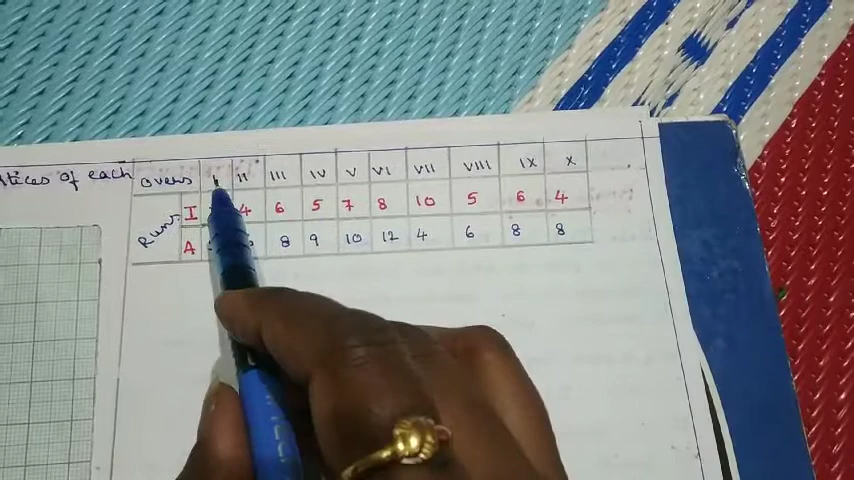 of each
overs I II III IV V VI VII VIII IX X
Runs
I 4 6 5 7 8 10 5 6 4
A 8 9 10 12 4 6 8 8